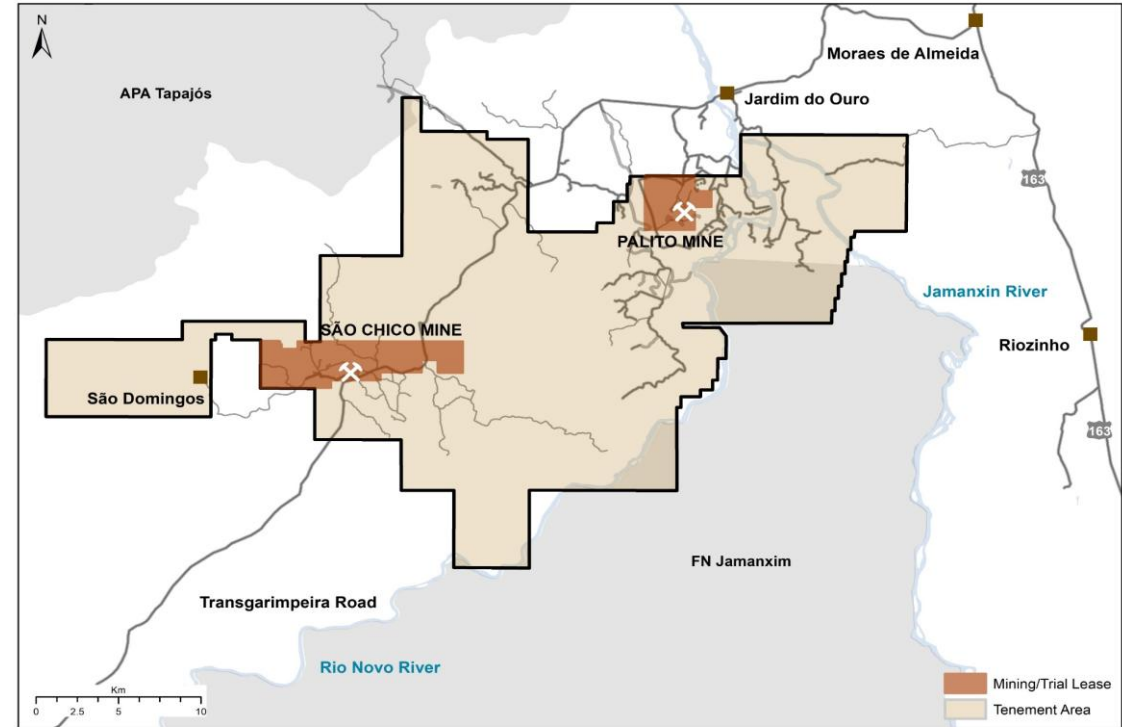 N
Moraes de Almeida
APA Tapajós
Jardim do Ouro
163
PALITO MINE
Jamanxin River
SÃO CHICO MINE
Riozinho
São Domingos
163
FN Jamanxim
Transgarimpeira Road
Rio Novo River
Km
0 2.5 5 10
Mining/Trial Lease
Tenement Area